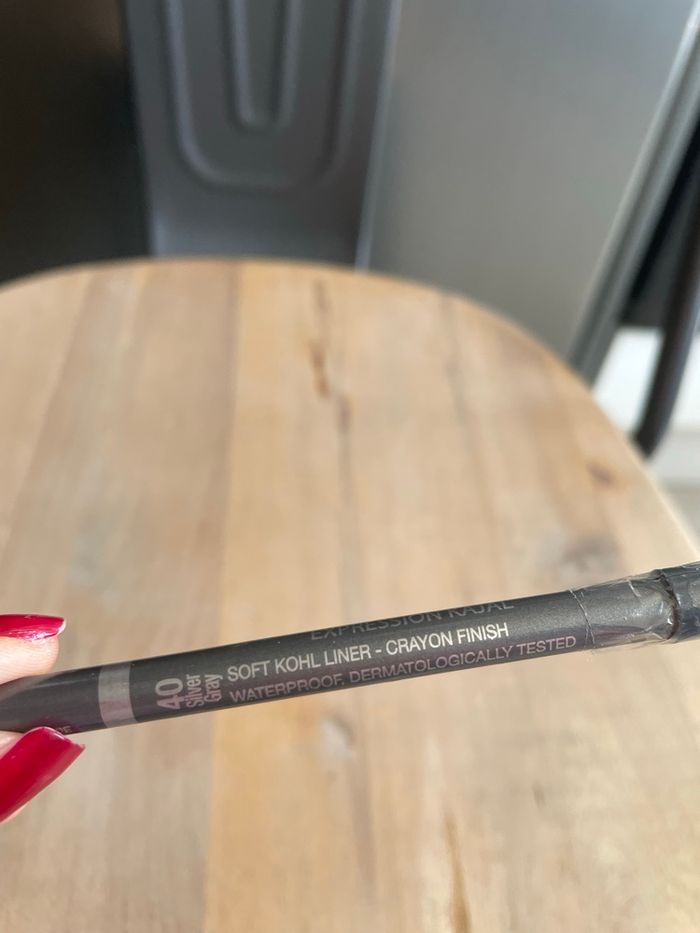 EXPRESSION KAJAL
40
Silver
Gray
SOFT KOHL LINER - CRAYON FINISH
WATERPROOF, DERMATOLOGICALLY TESTED